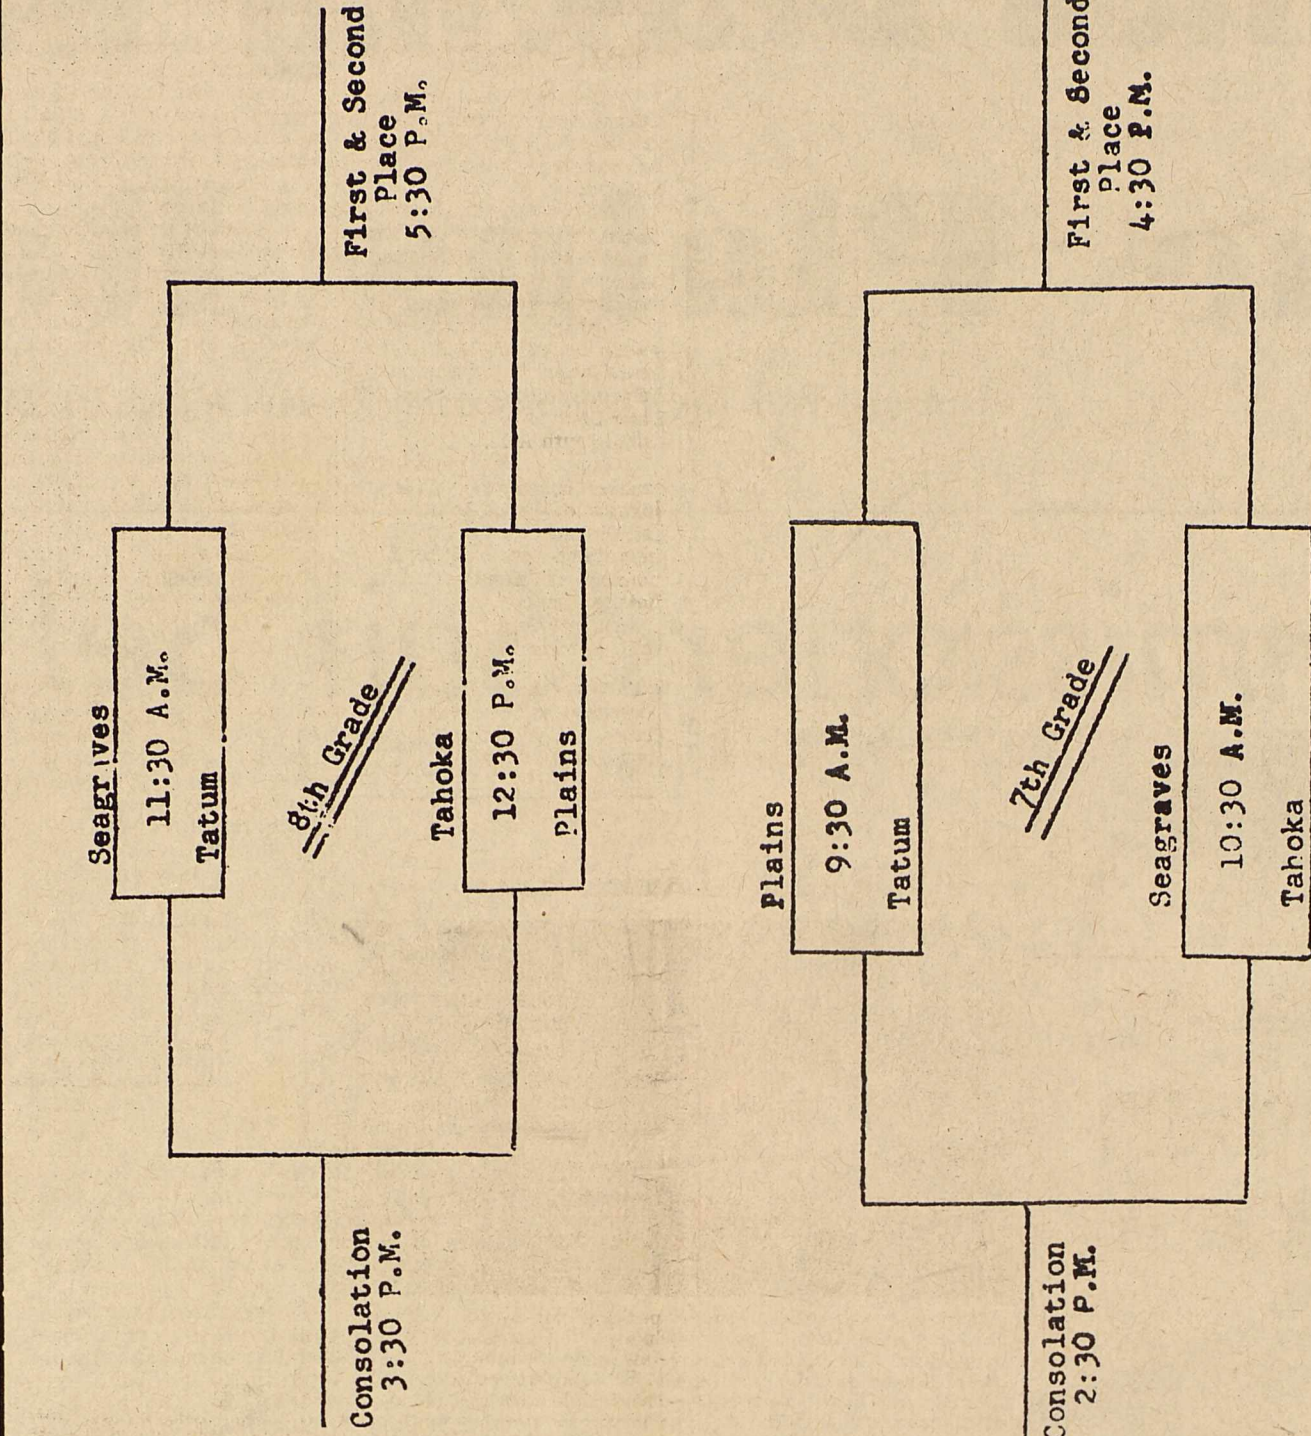 Seagraves
11:30 A.M.
Tatum
8th Grade
Tahoka
12:30 P.M.
Plains
First & Second
Place
5:30 P.M.
Consolation
3:30 P.M.
Plains
9:30 A.M.
Tatum
7th Grade
Seagraves
10:30 A.M.
Tahoka
First & Second
Place
4:30 P.M.
Consolation
2:30 P.M.